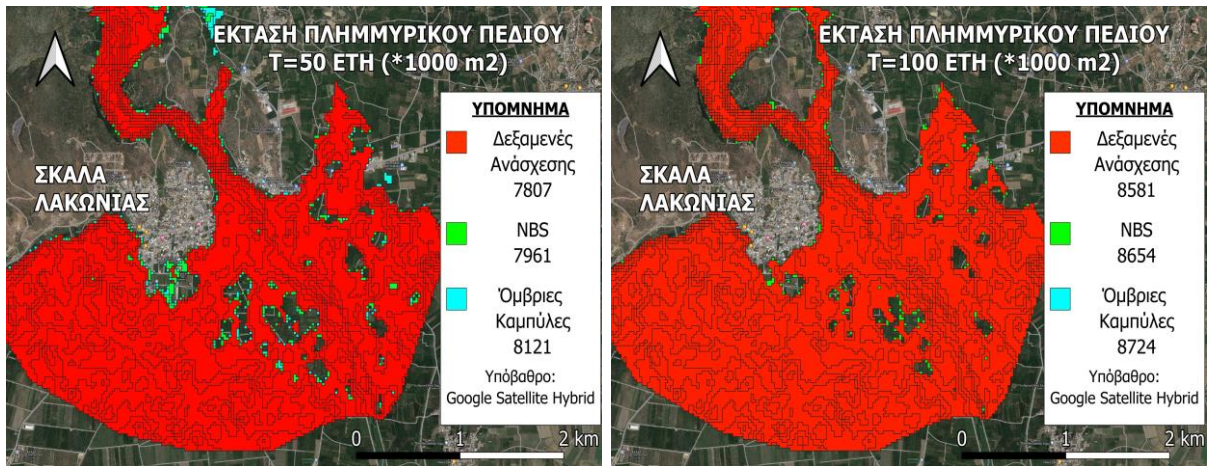 ΕΚΤΑΣΗ ΠΛΗΜΜΥΡΙΚΟΥ ΠΕΔΙΟΥ
T=50 ΕΤΗ (*1000 m2)
ΥΠΟΜΝΗΜΑ
Δεξαμενές
Ανάσχεσης
7807
NBS
7961
Όμβριες
Καμπύλες
8121
Υπόβαθρο:
Google Satellite Hybrid
ΣΚΑΛΑ
ΛΑΚΩΝΙΑΣ
0 1 2 km
ΕΚΤΑΣΗ ΠΛΗΜΜΥΡΙΚΟΥ ΠΕΔΙΟΥ
T=100 ΕΤΗ (*1000 m2)
ΥΠΟΜΝΗΜΑ
Δεξαμενές
Ανάσχεσης
8581
NBS
8654
Όμβριες
Καμπύλες
8724
Υπόβαθρο:
Google Satellite Hybrid
ΣΚΑΛΑ
ΛΑΚΩΝΙΑΣ
0 1 2 km